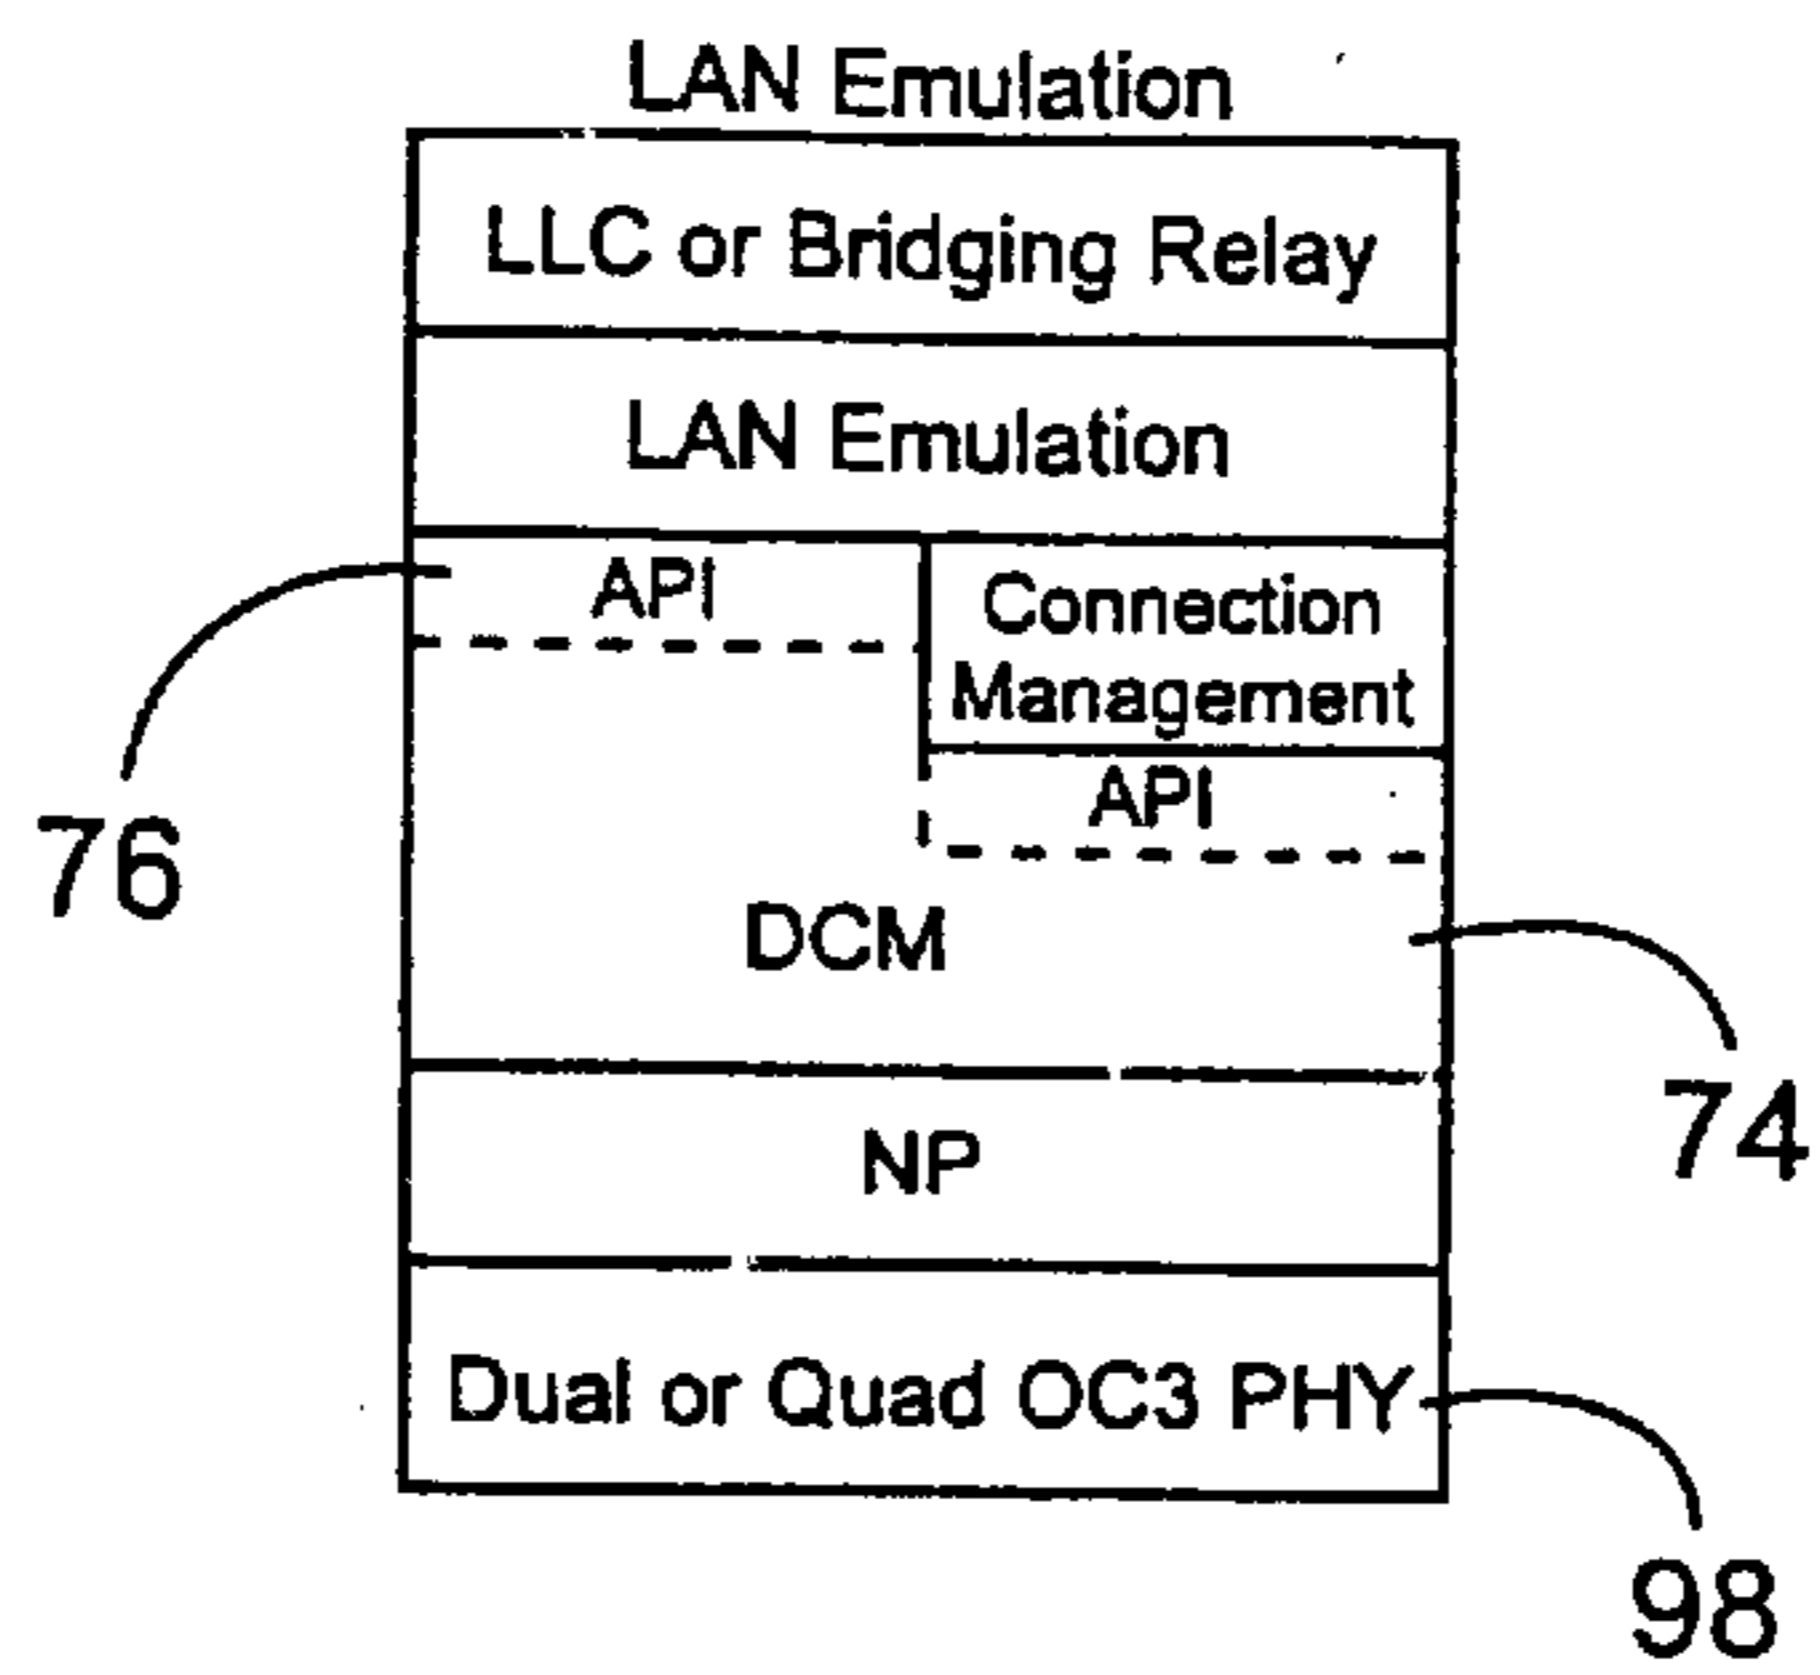 LAN Emulation
LLC or Bridging Relay
LAN Emulation
API
Connection
Management
API
76
DCM
74
NP
Dual or Quad OC3 PHY
98